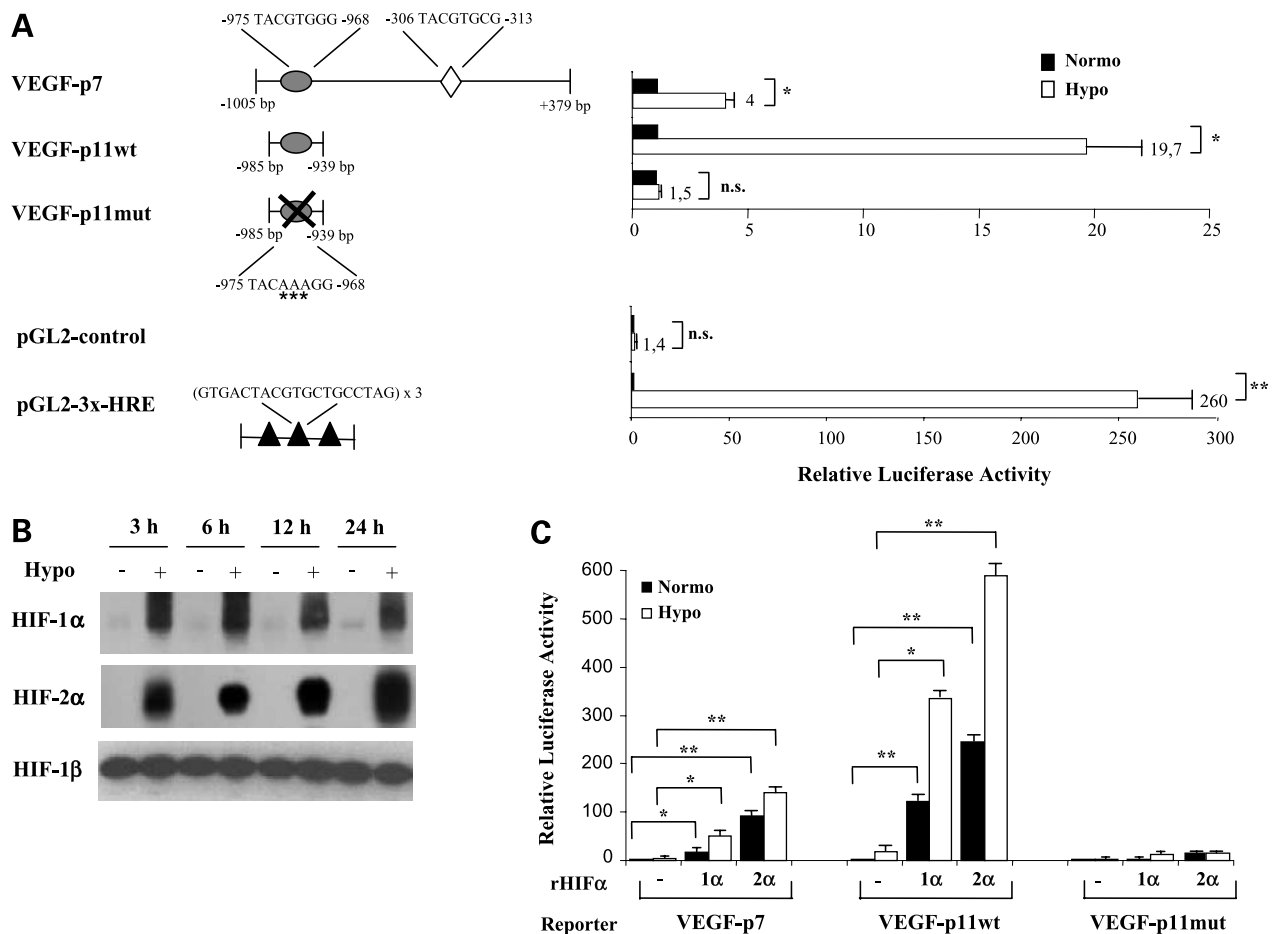 A
-975 TACGTGGG -968
-306 TACGTGCG -313
VEGF-p7
-1005 bp
+379 bp
Normo
Hypo
4
*
VEGF-p11wt
-985 bp
-939 bp
19,7
*
VEGF-p11mut
-985 bp
-939 bp
1,5
n.s.
0
5
10
15
20
25
-975 TACAAAGG -968
***
pGL2-control
1,4
n.s.
pGL2-3x-HRE
(GTGACTACGTGCTGCCTAG) x 3
260
**
0
50
100
150
200
250
300
Relative Luciferase Activity
B
3 h
6 h
12 h
24 h
Hypo
- + - + - + - +
HIF-1α
HIF-2α
HIF-1β
C
Relative Luciferase Activity
Normo
Hypo
600
500
400
300
200
100
0
*
*
**
**
**
**
*
**
rHIFα
- 1α 2α
- 1α 2α
- 1α 2α
Reporter
VEGF-p7
VEGF-p11wt
VEGF-p11mut